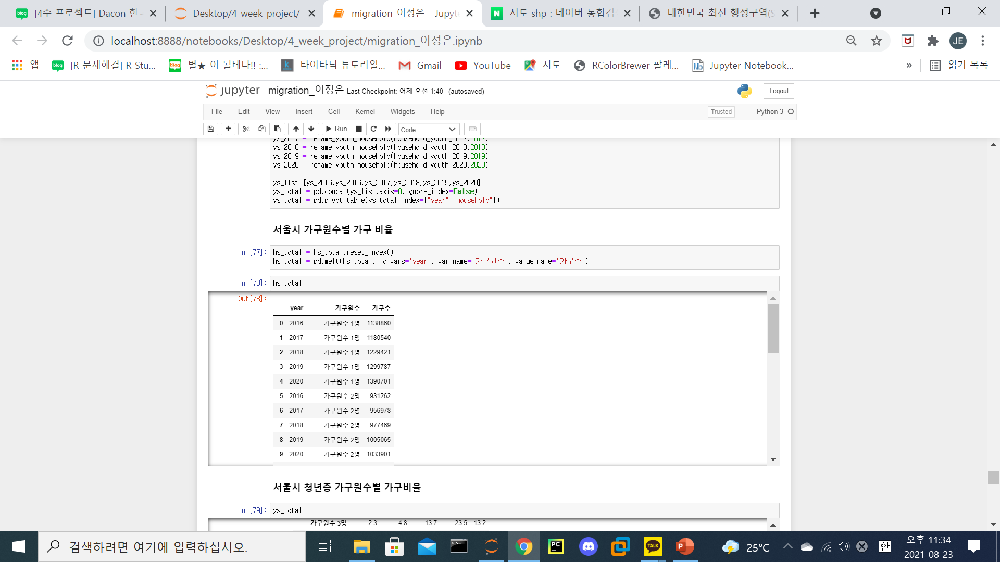 [4주 프로젝트] Dacon 한국
Desktop/4_week_project/
migration_이정은 - Jupyte
시도 shp : 네이버 통합검색
대한민국 최신 행정구역(S
localhost:8888/notebooks/Desktop/4_week_project/migration_이정은.ipynb
JE
앱
[R 문제해결] R Stu...
별★ 이 될테다!! :...
타이타닉 튜토리얼...
Gmail
YouTube
지도
RColorBrewer 팔레...
Jupyter Notebook...
»
읽기 목록
jupyter migration_이정은 Last Checkpoint: 어제 오전 1:40 (autosaved)
Logout
File Edit View Insert Cell Kernel Widgets Help
Trusted
Python 3
Run
Code
ys_2017 = rename_youth_household(household_youth_2017,2017)
ys_2018 = rename_youth_household(household_youth_2018,2018)
ys_2019 = rename_youth_household(household_youth_2019,2019)
ys_2020 = rename_youth_household(household_youth_2020,2020)
ys_list=[ys_2016,ys_2016,ys_2017,ys_2018,ys_2019,ys_2020]
ys_total = pd.concat(ys_list,axis=0,ignore_index=False)
ys_total = pd.pivot_table(ys_total,index=["year","household"])
서울시 가구원수별 가구 비율
In [77]: hs_total = hs_total.reset_index()
hs_total = pd.melt(hs_total, id_vars='year', var_name='가구원수', value_name='가구수')
In [78]: hs_total
Out[78]:
year 가구원수 가구수
0 2016 가구원수 1명 1138860
1 2017 가구원수 1명 1180540
2 2018 가구원수 1명 1229421
3 2019 가구원수 1명 1299787
4 2020 가구원수 1명 1390701
5 2016 가구원수 2명 931262
6 2017 가구원수 2명 956978
7 2018 가구원수 2명 977469
8 2019 가구원수 2명 1005065
9 2020 가구원수 2명 1033901
서울시 청년층 가구원수별 가구비율
In [79]: ys_total
가구원수 3명 2.3 4.8 13.7 23.5 13.2
검색하려면 여기에 입력하십시오.
PC
TALK
P
25℃
한
오후 11:34
2021-08-23